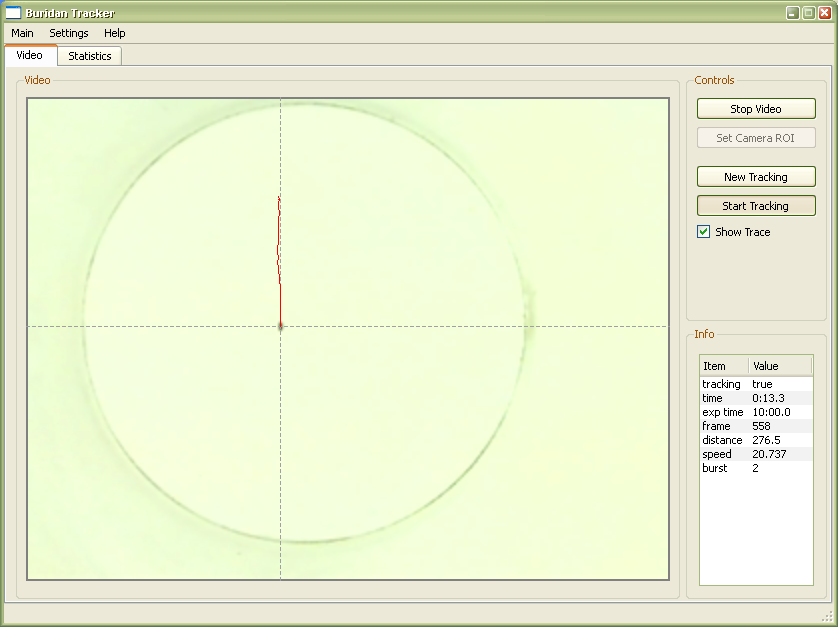 Buridan Tracker
Main Settings Help
Video Statistics
Video
Controls
Stop Video
Set Camera ROI
New Tracking
Start Tracking
Show Trace
Info
Item Value
tracking true
time 0:13.3
exp time 10:00.0
frame 558
distance 276.5
speed 20.737
burst 2